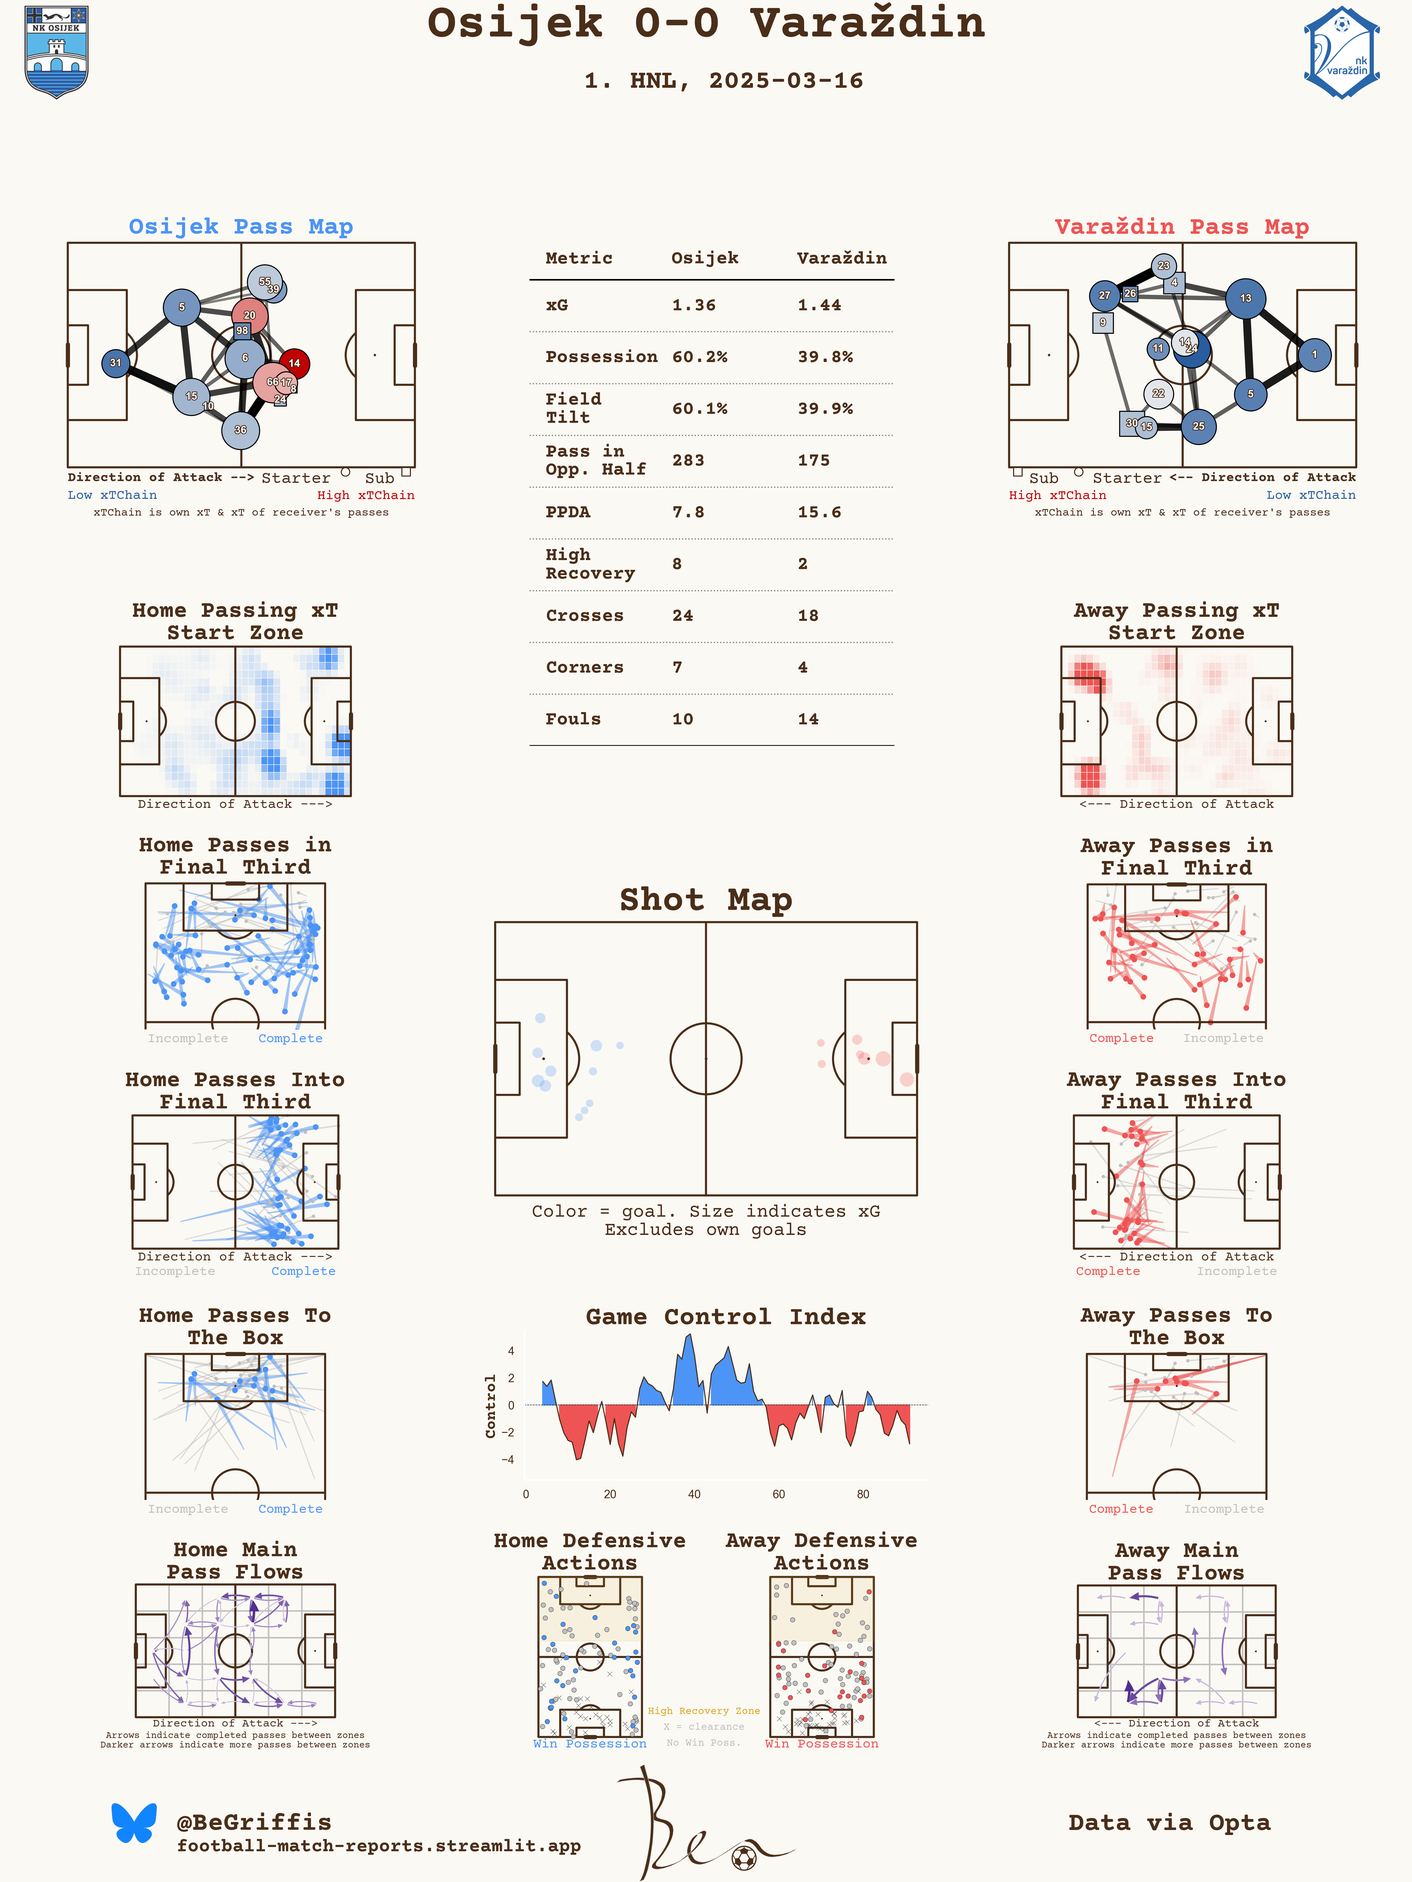 Osijek 0-0 Varaždin
1. HNL, 2025-03-16
NK OSIJEK
nk
varaždin
Osijek Pass Map
55
39
5
20
98
31
6
14
66
17
8
24
15
10
36
Direction of Attack --> Starter Sub
Low xTChain High xTChain
xTChain is own xT & xT of receiver's passes
Metric Osijek Varaždin
xG 1.36 1.44
Possession 60.2% 39.8%
Field
Tilt 60.1% 39.9%
Pass in
Opp. Half 283 175
PPDA 7.8 15.6
High
Recovery 8 2
Crosses 24 18
Corners 7 4
Fouls 10 14
Varaždin Pass Map
23
4
27
26
13
9
14
11
24
1
22
5
30
15
25
Sub Starter <-- Direction of Attack
High xTChain Low xTChain
xTChain is own xT & xT of receiver's passes
Home Passing xT
Start Zone
Direction of Attack --->
Away Passing xT
Start Zone
<--- Direction of Attack
Home Passes in
Final Third
Incomplete Complete
Away Passes in
Final Third
Complete Incomplete
Shot Map
Color = goal. Size indicates xG
Excludes own goals
Home Passes Into
Final Third
Direction of Attack --->
Incomplete Complete
Away Passes Into
Final Third
<--- Direction of Attack
Complete Incomplete
Home Passes To
The Box
Incomplete Complete
Game Control Index
Control
4
2
0
−2
−4
0 20 40 60 80
Away Passes To
The Box
Complete Incomplete
Home Main
Pass Flows
Direction of Attack --->
Arrows indicate completed passes between zones
Darker arrows indicate more passes between zones
Home Defensive
Actions
Win Possession
High Recovery Zone
X = clearance
No Win Poss.
Away Defensive
Actions
Win Possession
Away Main
Pass Flows
<--- Direction of Attack
Arrows indicate completed passes between zones
Darker arrows indicate more passes between zones
@BeGriffis
football-match-reports.streamlit.app
Ben
Data via Opta